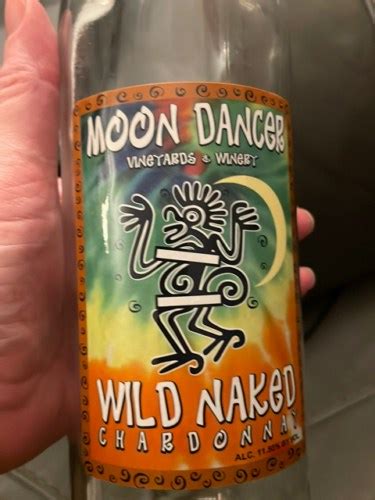 MOON DANCER
VINEYARDS & WINERY
WILD NAKED
CHARDONNAY